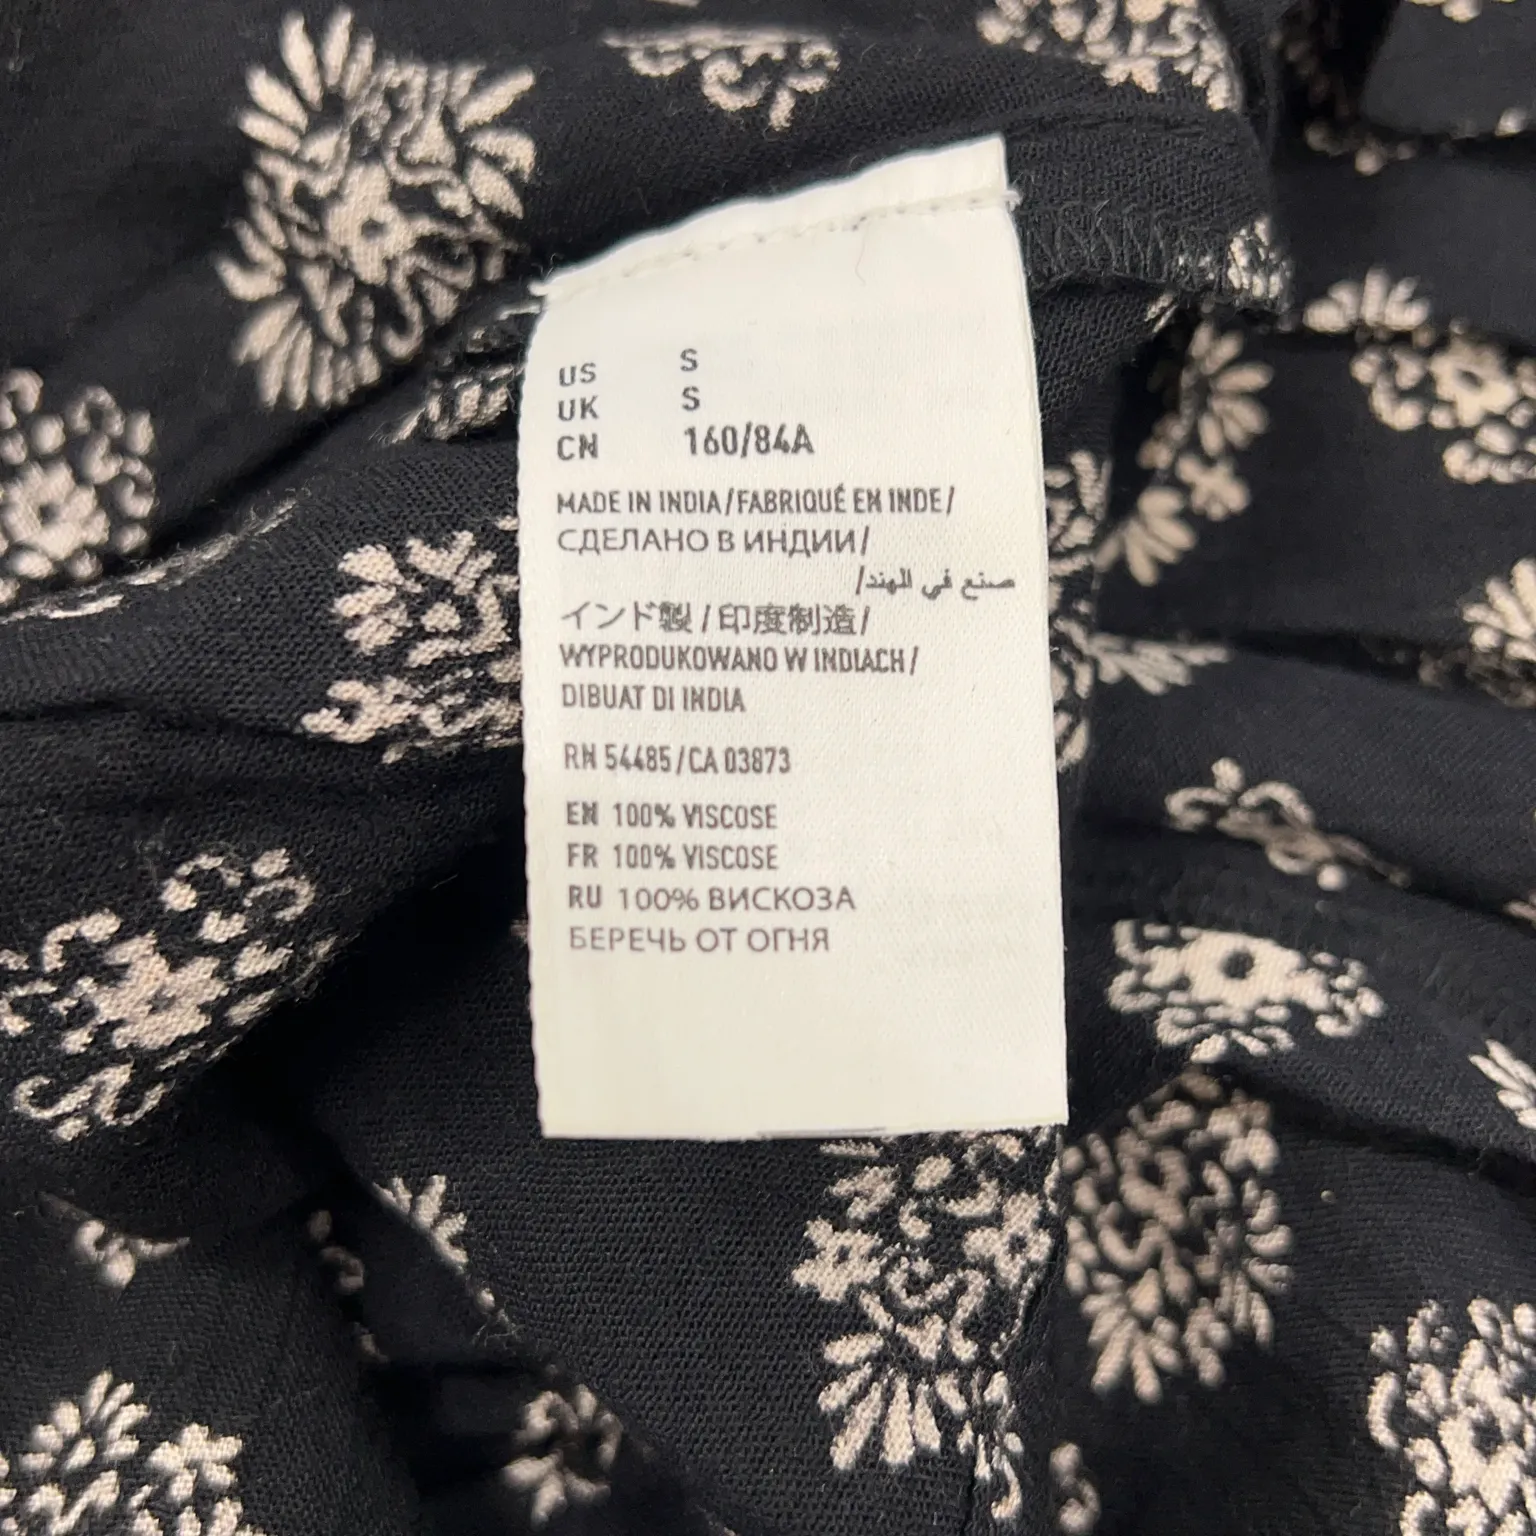 US S
UK S
CN 160/84A
MADE IN INDIA/FABRIQUÉ EN INDE/
СДЕЛАНО В ИНДИИ/
صنع في الهند/
インド製/印度制造/
WYPRODUKOWANO W INDIACH/
DIBUAT DI INDIA
RN 54485/CA 03873
EN 100% VISCOSE
FR 100% VISCOSE
RU 100% ВИСКОЗА
БЕРЕЧЬ ОТ ОГНЯ